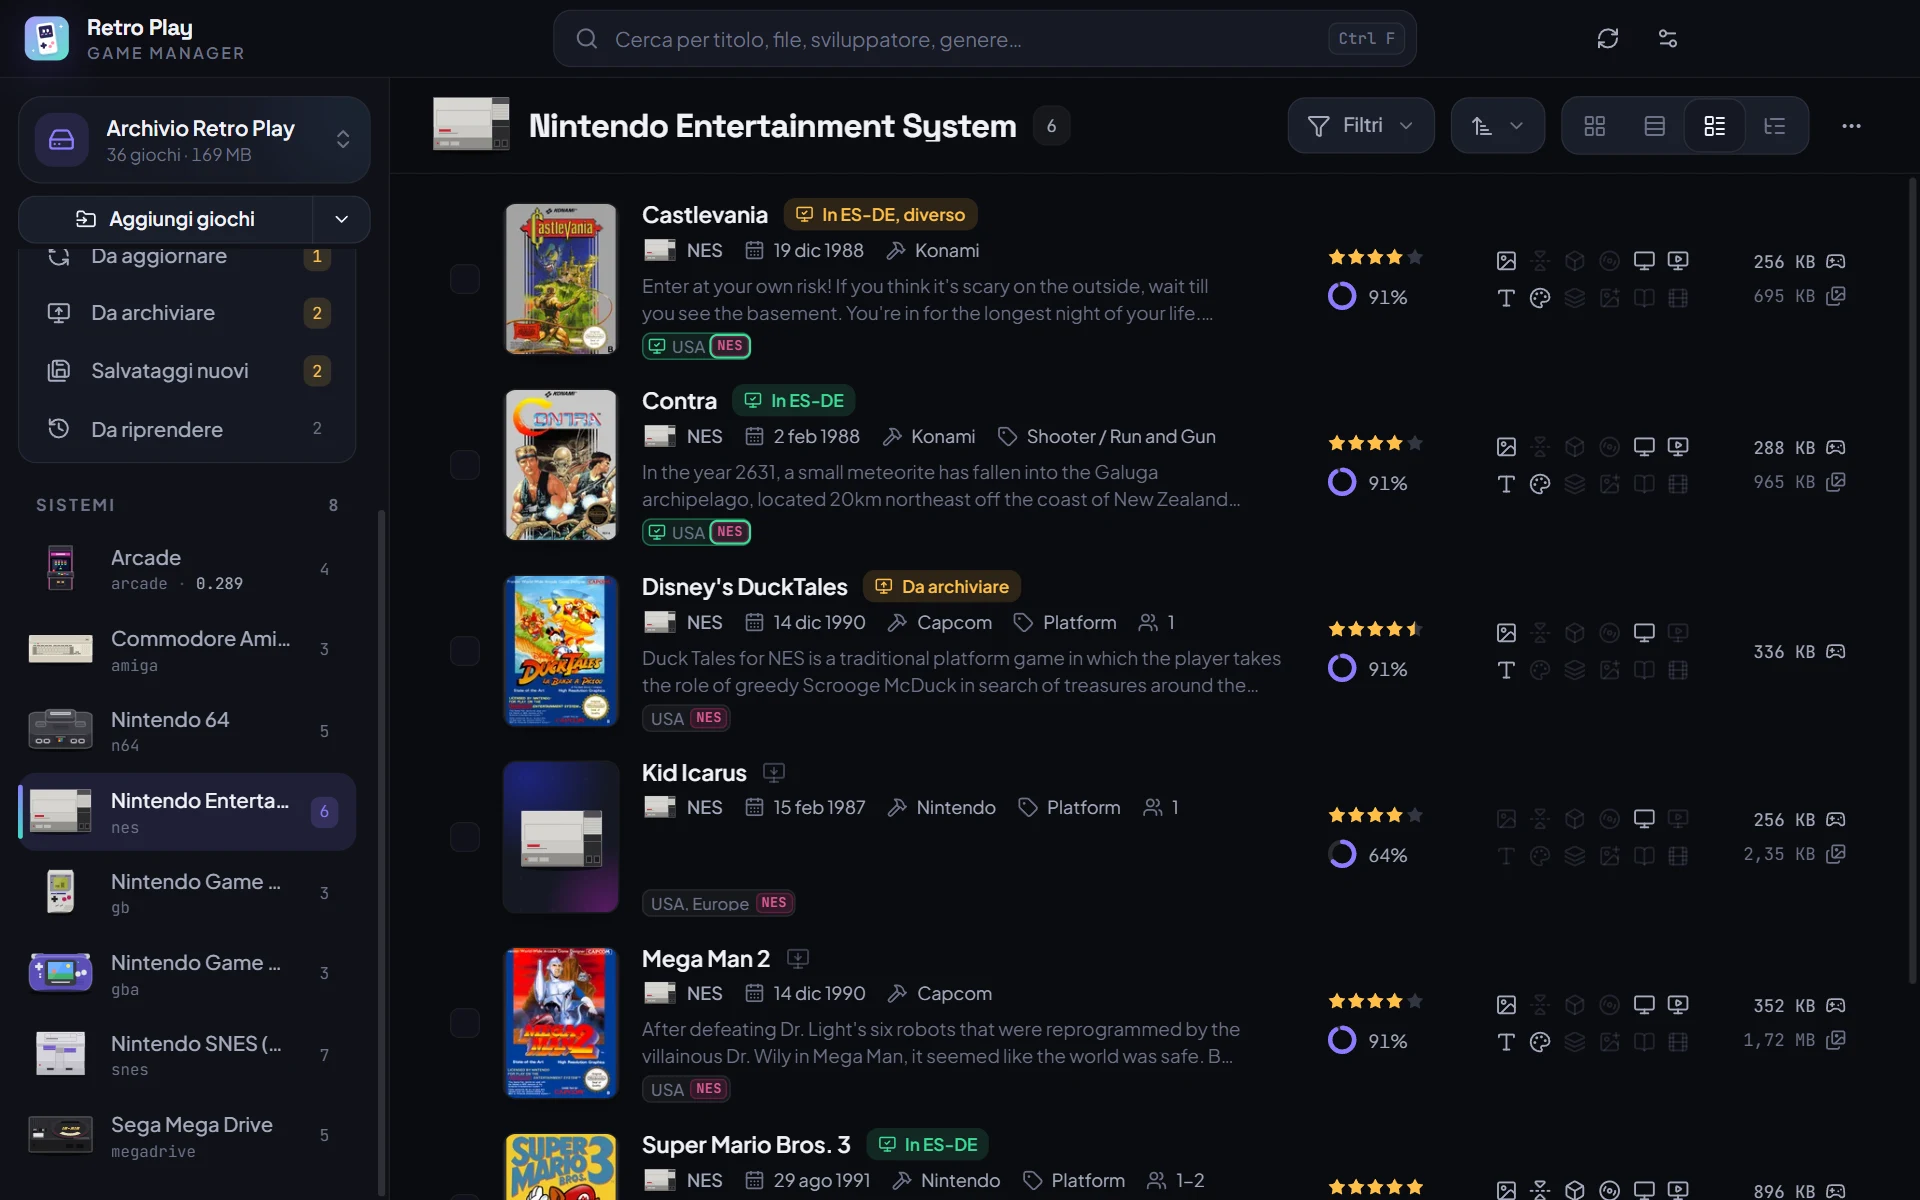 Retro Play
GAME MANAGER
Cerca per titolo, file, sviluppatore, genere…
Ctrl F
Archivio Retro Play
36 giochi · 169 MB
Aggiungi giochi
Da aggiornare 1
Da archiviare 2
Salvataggi nuovi 2
Da riprendere 2
SISTEMI 8
Arcade
arcade · 0.289
4
Commodore Ami…
amiga
3
Nintendo 64
n64
5
Nintendo Enterta…
nes
6
Nintendo Game …
gb
3
Nintendo Game …
gba
3
Nintendo SNES (…
snes
7
Sega Mega Drive
megadrive
5
Nintendo Entertainment System 6
Filtri
Castlevania In ES-DE, diverso
NES 19 dic 1988 Konami
Enter at your own risk! If you think it's scary on the outside, wait till
you see the basement. You're in for the longest night of your life.…
USA NES
91%
256 KB
695 KB
Contra In ES-DE
NES 2 feb 1988 Konami Shooter / Run and Gun
In the year 2631, a small meteorite has fallen into the Galuga
archipelago, located 20km northeast off the coast of New Zealand…
USA NES
91%
288 KB
965 KB
Disney's DuckTales Da archiviare
NES 14 dic 1990 Capcom Platform 1
Duck Tales for NES is a traditional platform game in which the player takes
the role of greedy Scrooge McDuck in search of treasures around the…
USA NES
91%
336 KB
Kid Icarus
NES 15 feb 1987 Nintendo Platform 1
USA, Europe NES
64%
256 KB
2,35 KB
Mega Man 2
NES 14 dic 1990 Capcom
After defeating Dr. Light's six robots that were reprogrammed by the
villainous Dr. Wily in Mega Man, it seemed like the world was safe. B…
USA NES
91%
352 KB
1,72 MB
Super Mario Bros. 3 In ES-DE
NES 29 ago 1991 Nintendo Platform 1–2
896 KB
KONAMI
Castlevania
KONAMI
CONTRA
CAPCOM
DUCKTALES
CAPCOM
MEGA MAN 2
SUPER MARIO BROS. 3